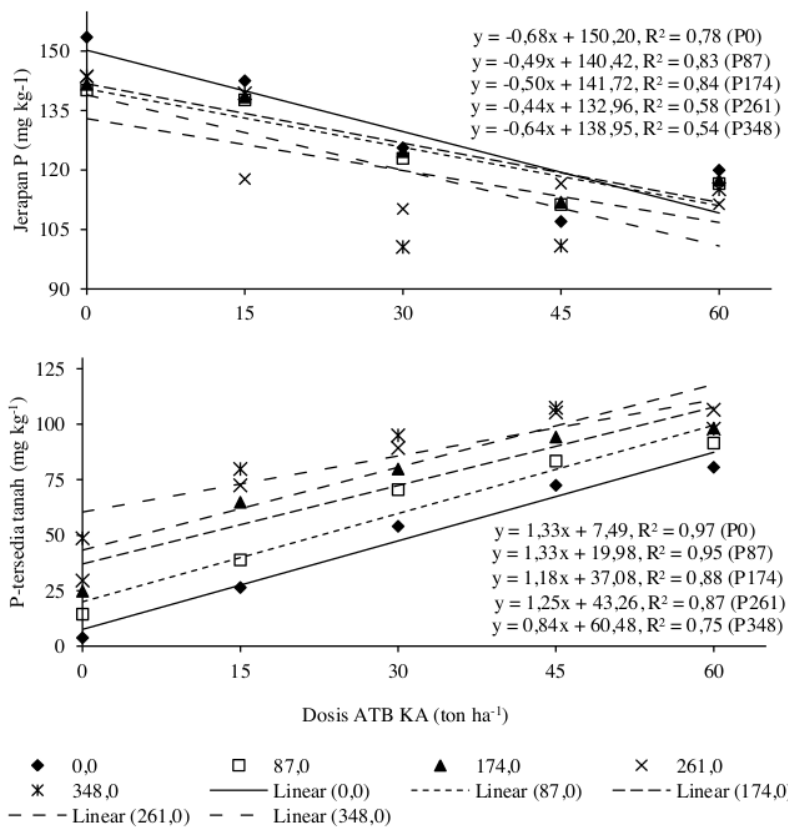 Jerapan P (mg kg-1)
150
135
120
105
90
0 15 30 45 60
y = -0,68x + 150,20, R² = 0,78 (P0)
y = -0,49x + 140,42, R² = 0,83 (P87)
y = -0,50x + 141,72, R² = 0,84 (P174)
y = -0,44x + 132,96, R² = 0,58 (P261)
y = -0,64x + 138,95, R² = 0,54 (P348)
P-tersedia tanah (mg kg⁻¹)
125
100
75
50
25
0
0 15 30 45 60
y = 1,33x + 7,49, R² = 0,97 (P0)
y = 1,33x + 19,98, R² = 0,95 (P87)
y = 1,18x + 37,08, R² = 0,88 (P174)
y = 1,25x + 43,26, R² = 0,87 (P261)
y = 0,84x + 60,48, R² = 0,75 (P348)
Dosis ATB KA (ton ha⁻¹)
0,0 87,0 174,0 261,0
348,0 Linear (0,0) Linear (87,0) Linear (174,0)
Linear (261,0) Linear (348,0)